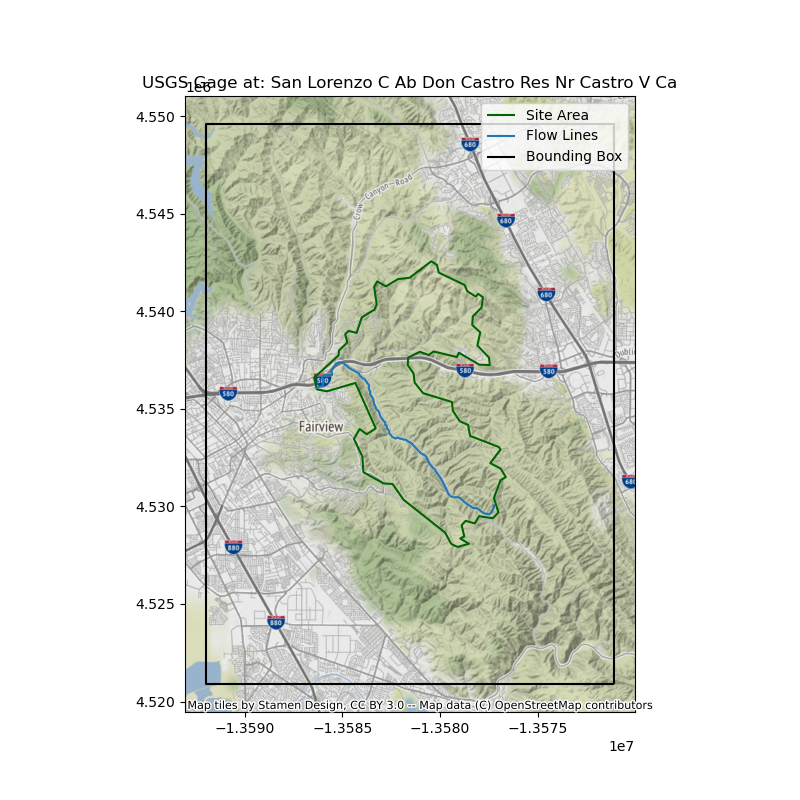 USGS Gage at: San Lorenzo C Ab Don Castro Res Nr Castro V Ca
1e6
Site Area
Flow Lines
Bounding Box
4.550
4.545
4.540
4.535
4.530
4.525
4.520
680
Crow Canyon Road
680
680
580
580
580
580
Fairview
680
880
880
Map tiles by Stamen Design, CC BY 3.0 -- Map data (C) OpenStreetMap contributors
−1.3590
−1.3585
−1.3580
−1.3575
1e7